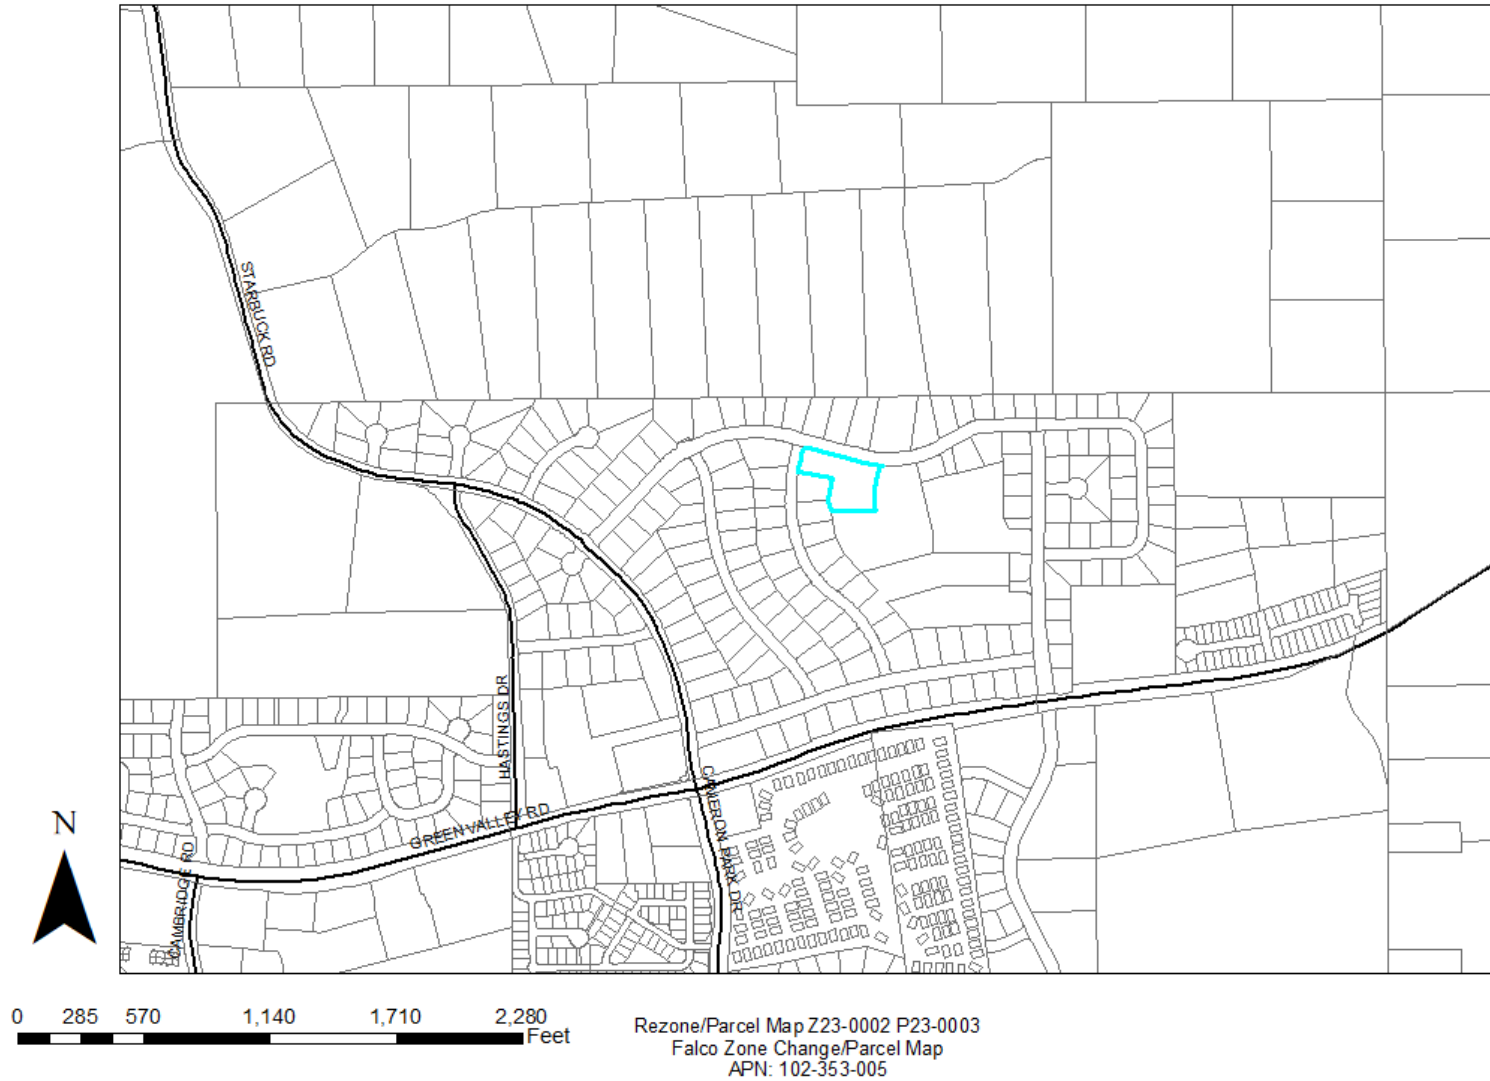 STARBUCK RD
HASTINGS DR
GREEN VALLEY RD
CAMERON PARK DR
CAMBRIDGE RD
N
0 285 570 1,140 1,710 2,280
Feet
Rezone/Parcel Map Z23-0002 P23-0003
Falco Zone Change/Parcel Map
APN: 102-353-005